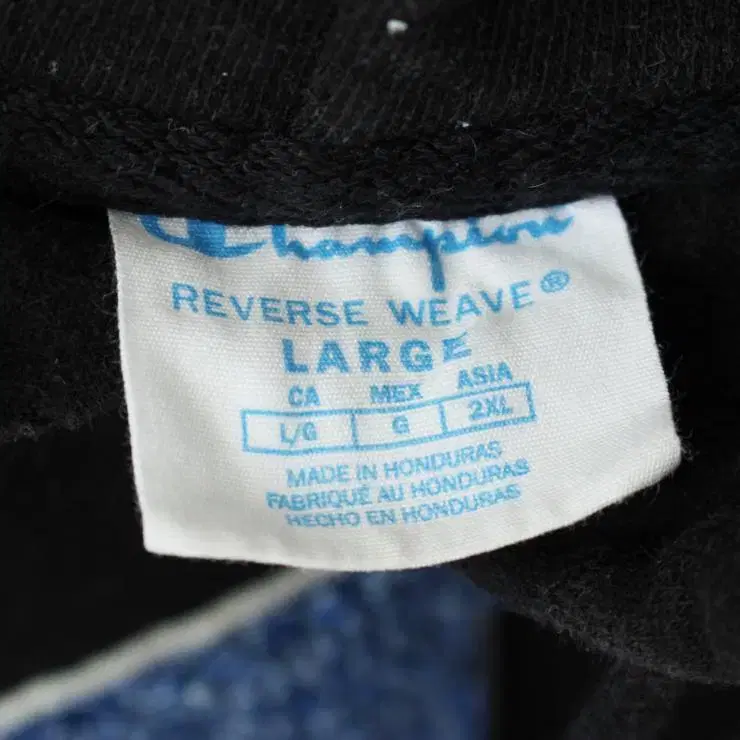 Champion
REVERSE WEAVE®
LARGE
CA MEX ASIA
L/G G 2XL
MADE IN HONDURAS
FABRIQUÉ AU HONDURAS
HECHO EN HONDURAS